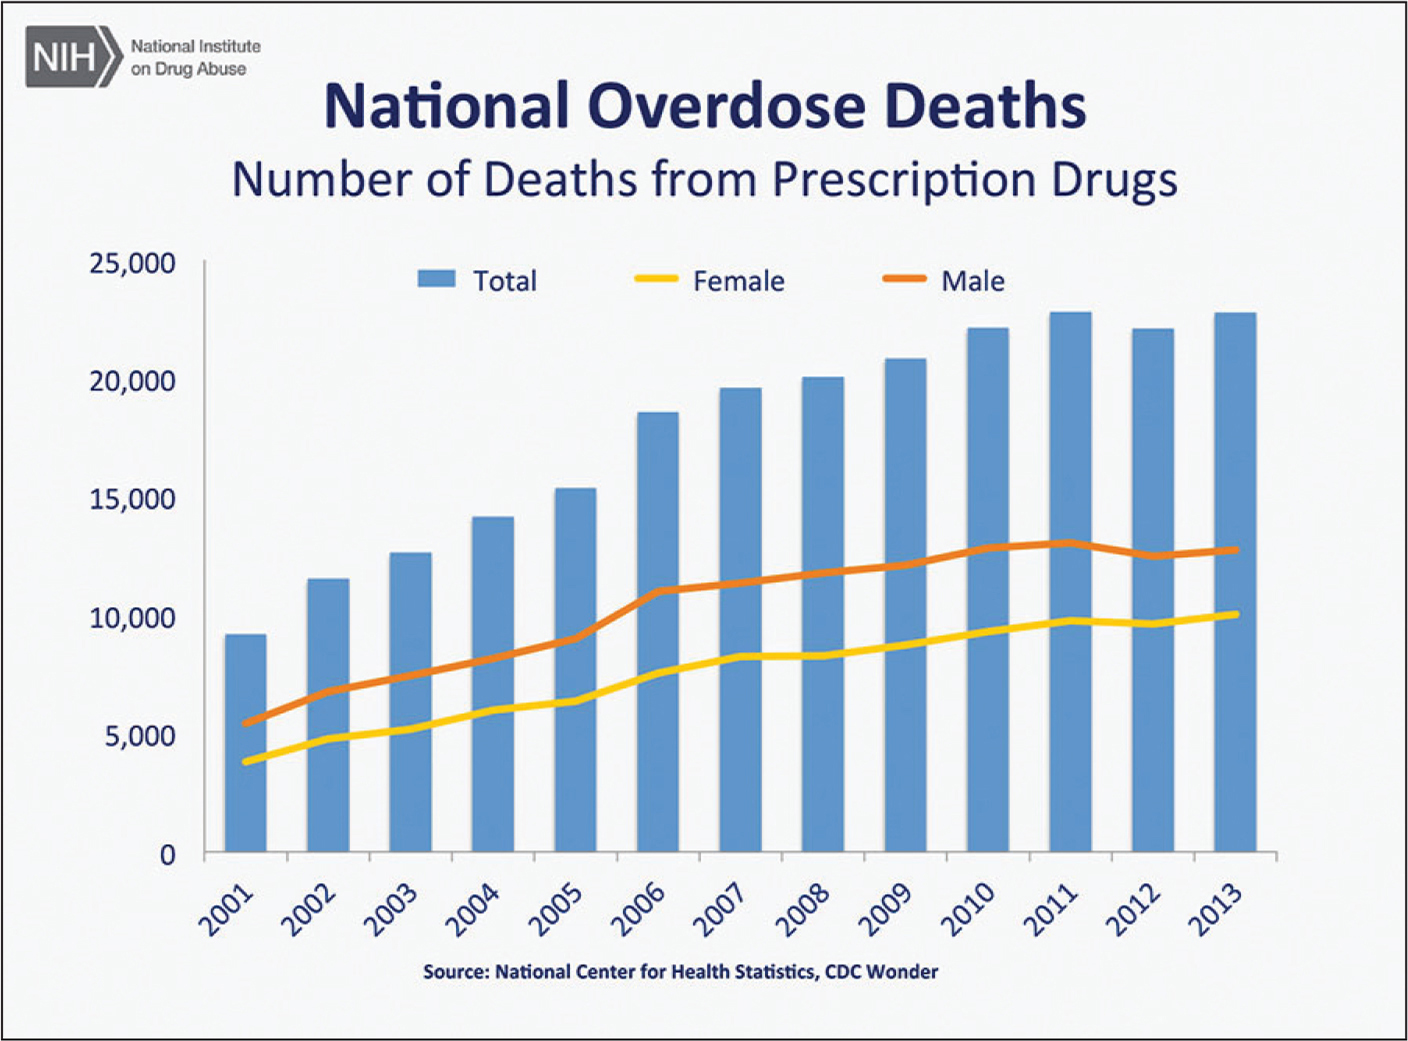 NIH
National Institute
on Drug Abuse
National Overdose Deaths
Number of Deaths from Prescription Drugs
Total
Female
Male
25,000
20,000
15,000
10,000
5,000
0
2001
2002
2003
2004
2005
2006
2007
2008
2009
2010
2011
2012
2013
Source: National Center for Health Statistics, CDC Wonder